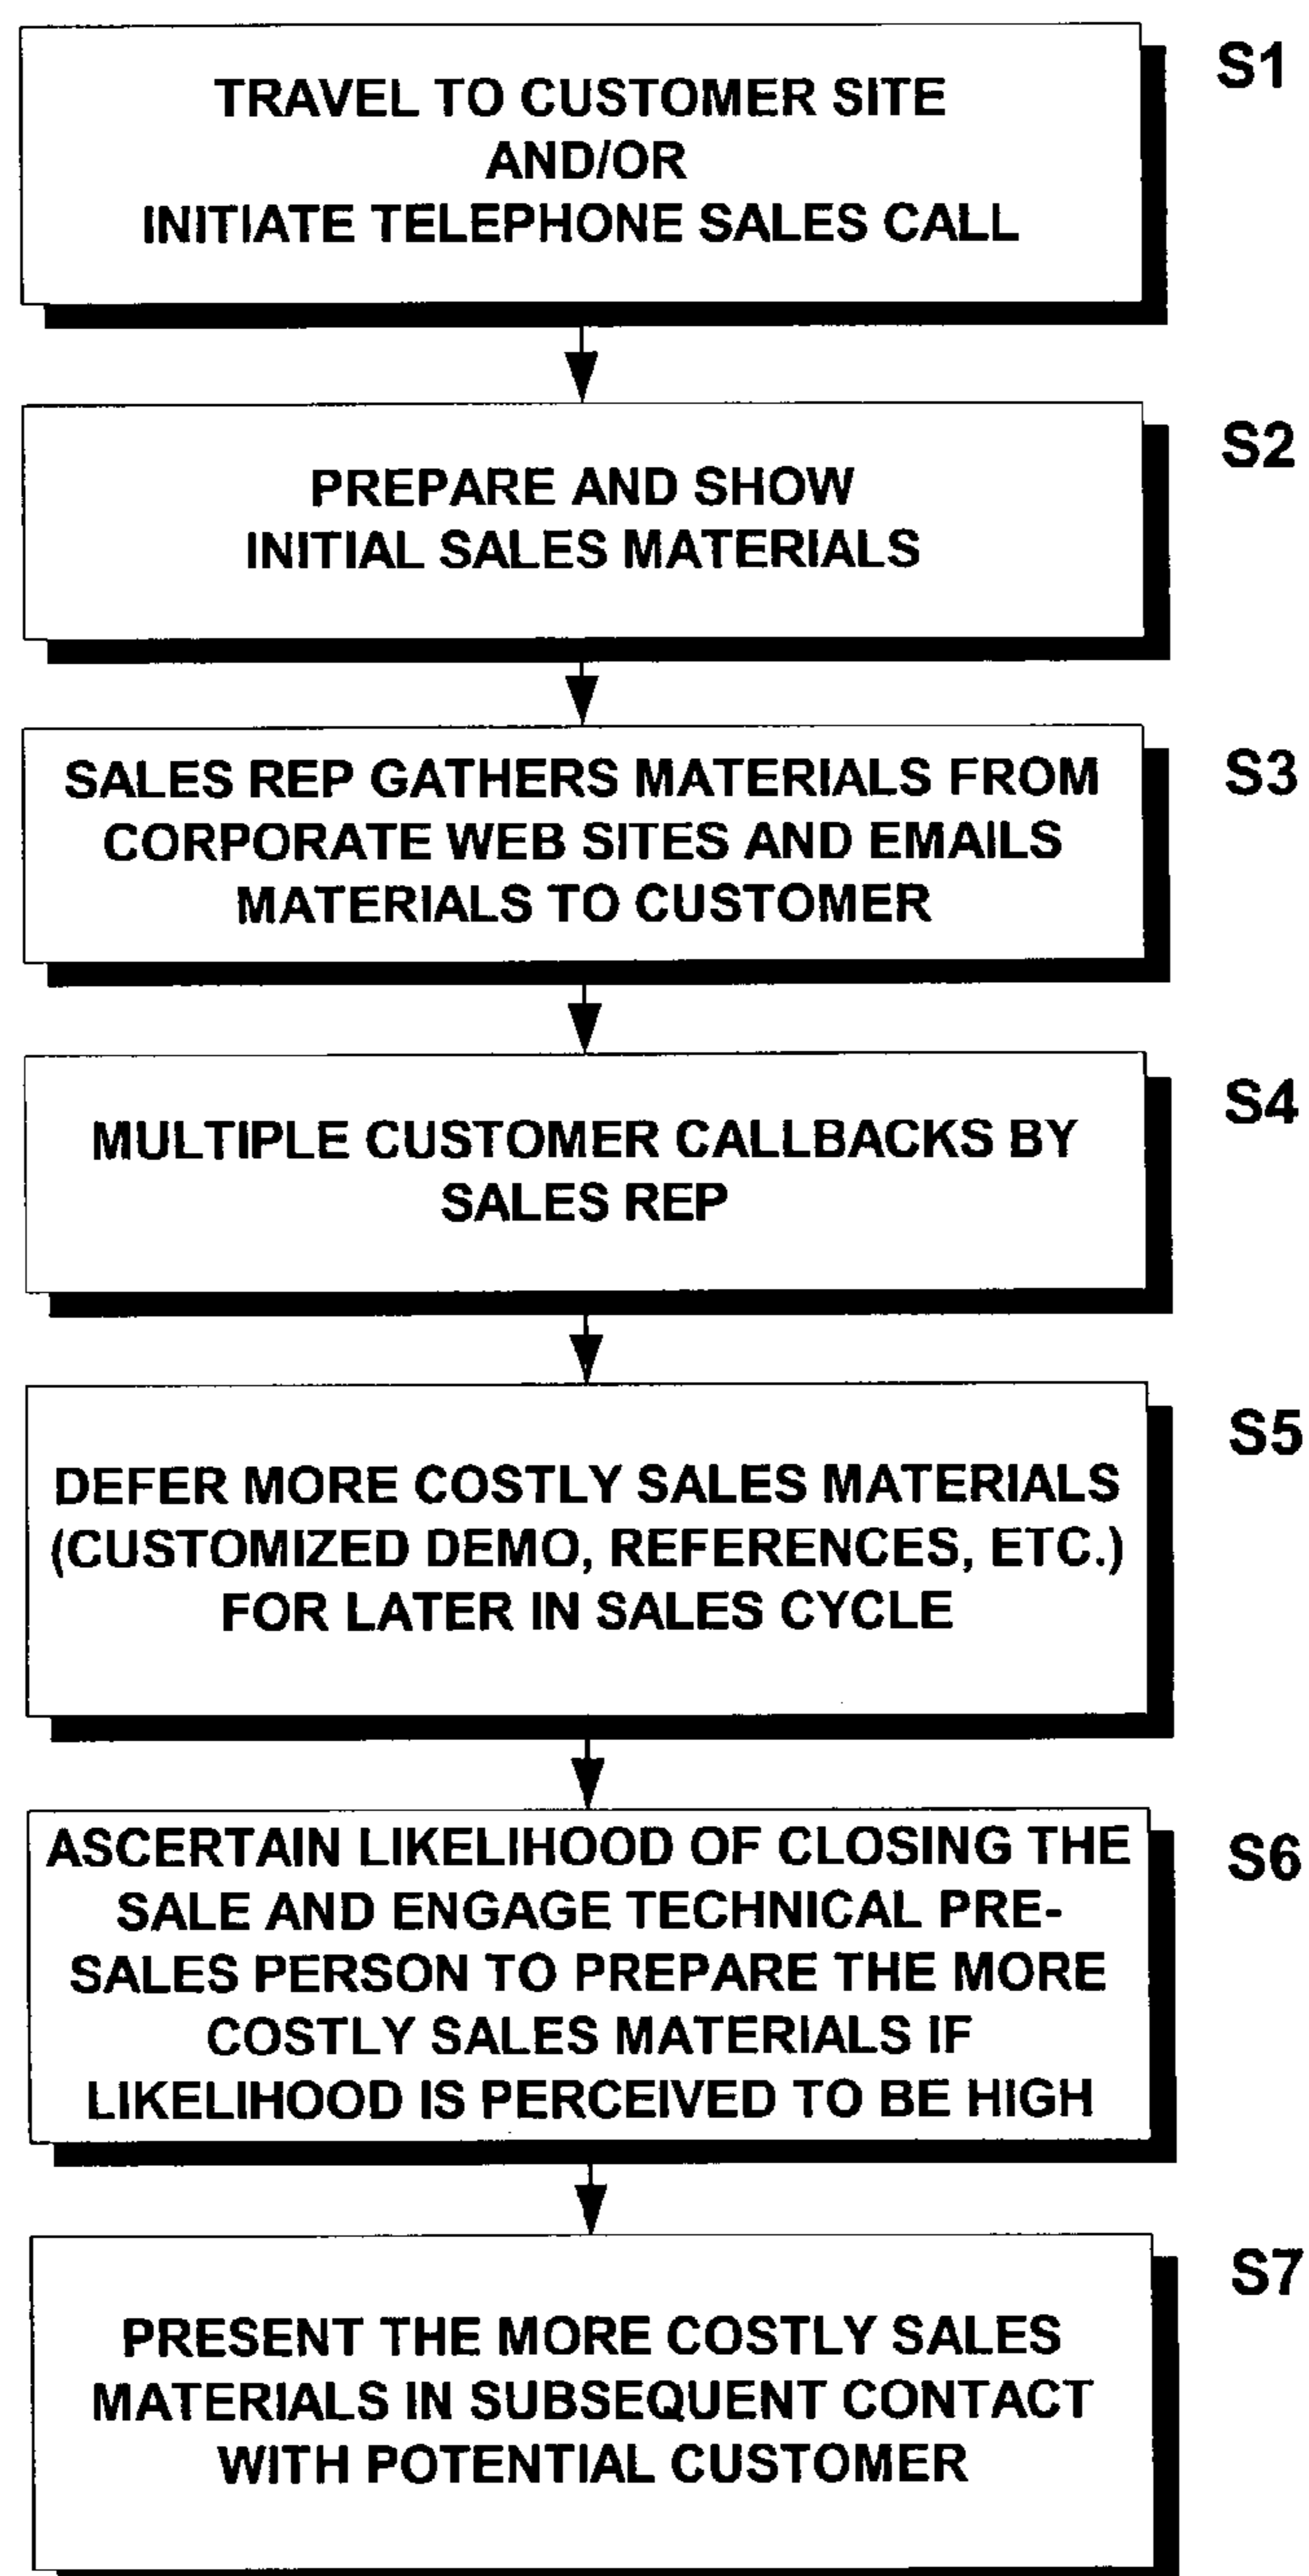 S1
TRAVEL TO CUSTOMER SITE
AND/OR
INITIATE TELEPHONE SALES CALL
S2
PREPARE AND SHOW
INITIAL SALES MATERIALS
S3
SALES REP GATHERS MATERIALS FROM
CORPORATE WEB SITES AND EMAILS
MATERIALS TO CUSTOMER
S4
MULTIPLE CUSTOMER CALLBACKS BY
SALES REP
S5
DEFER MORE COSTLY SALES MATERIALS
(CUSTOMIZED DEMO, REFERENCES, ETC.)
FOR LATER IN SALES CYCLE
S6
ASCERTAIN LIKELIHOOD OF CLOSING THE
SALE AND ENGAGE TECHNICAL PRE-
SALES PERSON TO PREPARE THE MORE
COSTLY SALES MATERIALS IF
LIKELIHOOD IS PERCEIVED TO BE HIGH
S7
PRESENT THE MORE COSTLY SALES
MATERIALS IN SUBSEQUENT CONTACT
WITH POTENTIAL CUSTOMER